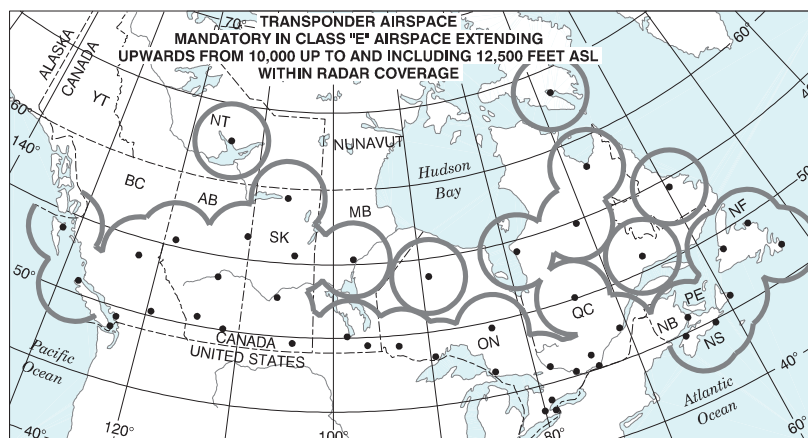 TRANSPONDER AIRSPACE
MANDATORY IN CLASS "E" AIRSPACE EXTENDING
UPWARDS FROM 10,000 UP TO AND INCLUDING 12,500 FEET ASL
WITHIN RADAR COVERAGE
70°
60°
ALASKA
CANADA
YT
60°
NT
NUNAVUT
140°
Hudson
Bay
50°
BC
AB
MB
NF
SK
50°
PE
QC
NB
NS
ON
CANADA
UNITED STATES
Pacific
Ocean
40°
Atlantic
Ocean
40°
120°
100°
80°
60°